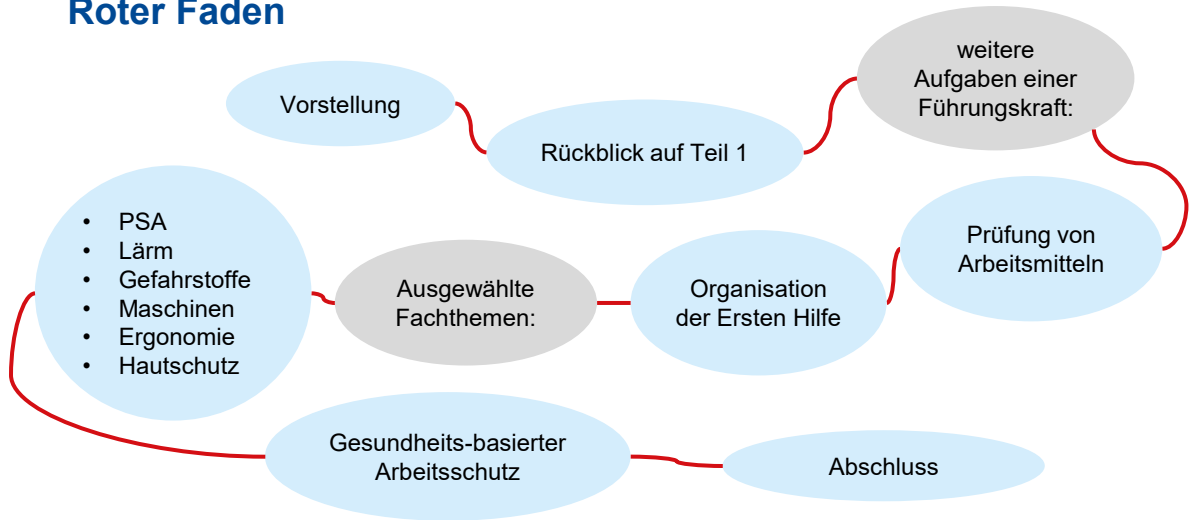 Roter Faden
Vorstellung
Rückblick auf Teil 1
weitere
Aufgaben einer
Führungskraft:
Prüfung von
Arbeitsmitteln
Organisation
der Ersten Hilfe
Ausgewählte
Fachthemen:
• PSA
• Lärm
• Gefahrstoffe
• Maschinen
• Ergonomie
• Hautschutz
Gesundheits-basierter
Arbeitsschutz
Abschluss